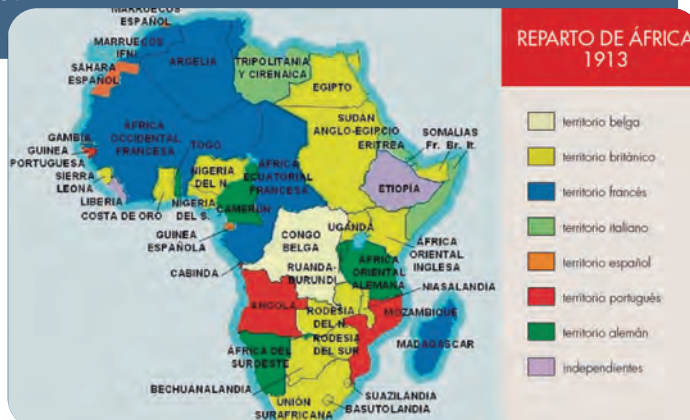 MARRUECOS
ESPAÑOL
MARRUECOS
IFNI
SAHARA
ESPAÑOL
ARGELIA
TRIPOLITANIA
Y CIRENAICA
EGIPTO
SUDÁN
ANGLO-EGIPCIO
ERITREA
SOMALIAS
Fr. Br. It.
GAMBIA
GUINEA
PORTUGUESA
SIERRA
LEONA
LIBERIA
COSTA DE ORO
ÁFRICA
OCCIDENTAL
FRANCESA
TOGO
NIGERIA
DEL N.
NIGERIA
DEL S.
CAMERÚN
ÁFRICA
ECUATORIAL
FRANCESA
ETIOPÍA
GUINEA
ESPAÑOLA
CABINDA
CONGO
BELGA
UGANDA
RUANDA-
BURUNDI
ÁFRICA
ORIENTAL
INGLESA
ÁFRICA
ORIENTAL
ALEMANA
NIASALANDIA
ANGOLA
RODESIA
DEL N.
RODESIA
DEL SUR
MOZAMBIQUE
MADAGASCAR
ÁFRICA DEL
SUROESTE
BECHUANALANDIA
UNIÓN
SURAFRICANA
SUAZILANDIA
BASUTOLANDIA
REPARTO DE ÁFRICA
1913
territorio belga
territorio británico
territorio francés
territorio italiano
territorio español
territorio portugués
territorio alemán
independientes